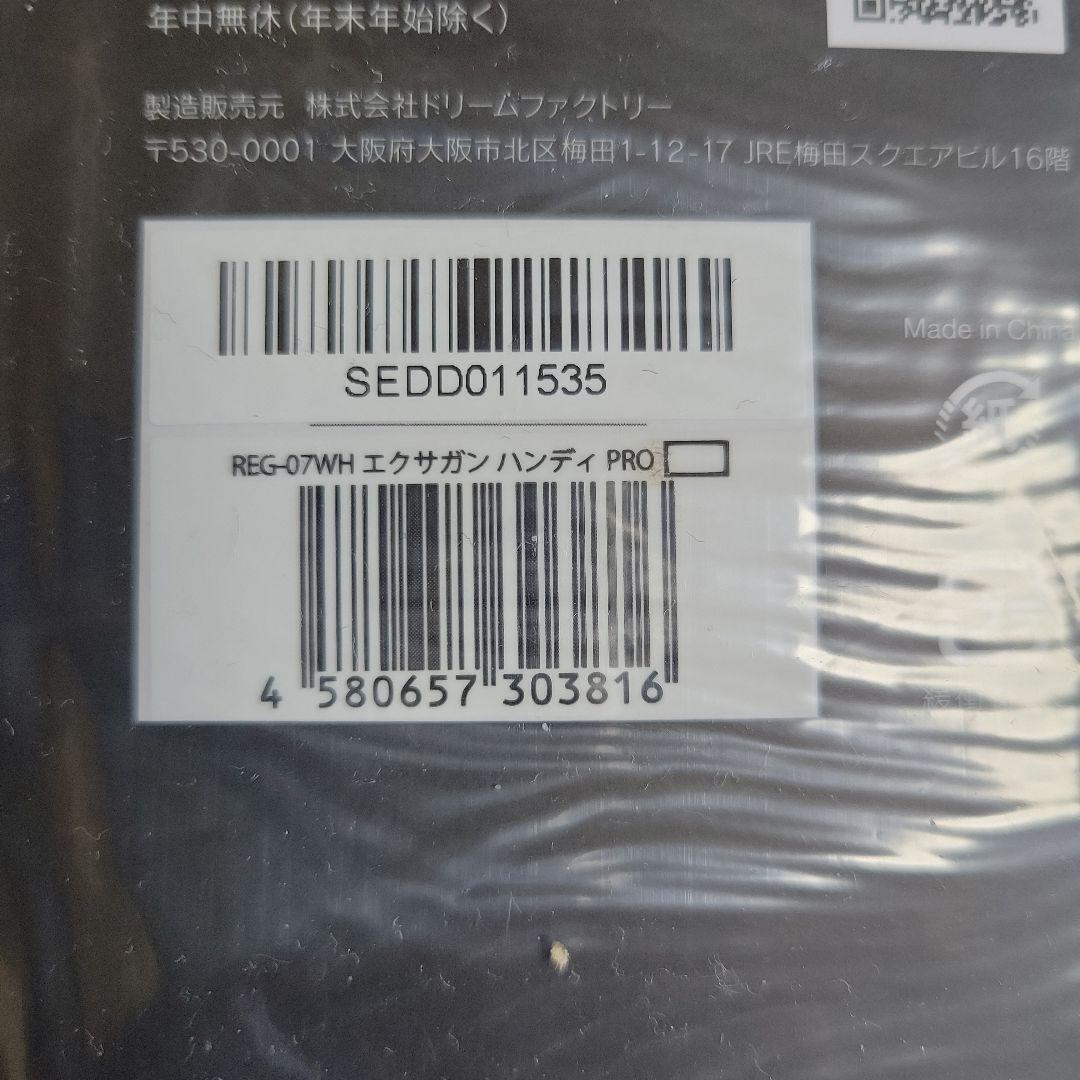 年中無休(年末年始除く)
製造販売元 株式会社ドリームファクトリー
〒530-0001 大阪府大阪市北区梅田1-12-17 JRE梅田スクエアビル16階
SEDD011535
Made in China
紙
REG-07WH エクサガン ハンディ PRO
4 580657 303816